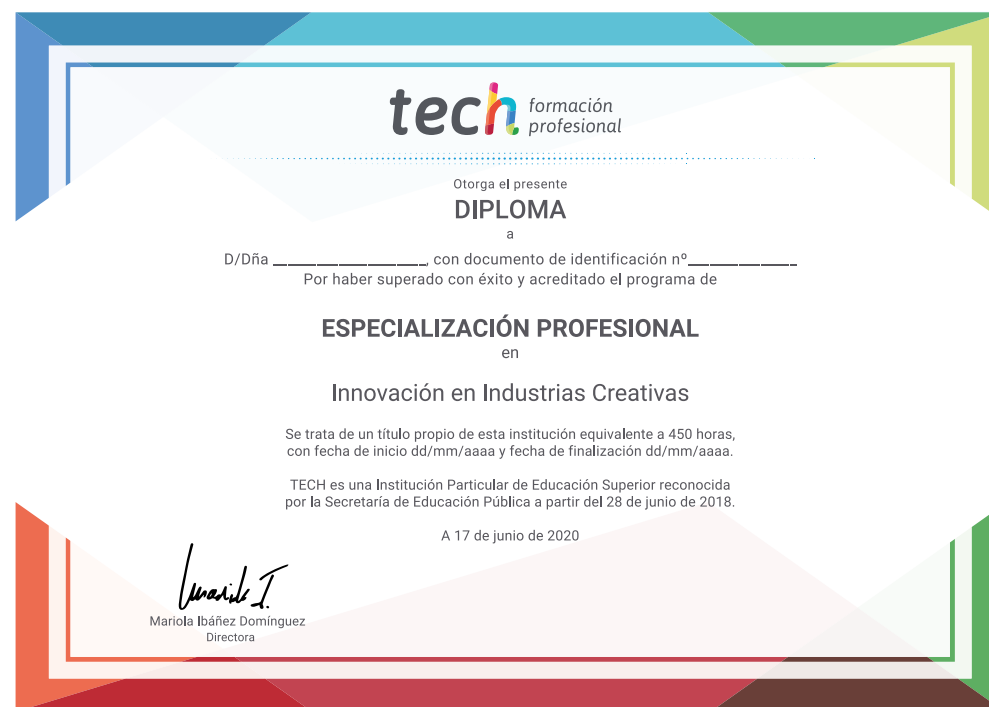 tech formación
profesional
Otorga el presente
DIPLOMA
a
D/Dña ____________________, con documento de identificación nº______________
Por haber superado con éxito y acreditado el programa de
ESPECIALIZACIÓN PROFESIONAL
en
Innovación en Industrias Creativas
Se trata de un título propio de esta institución equivalente a 450 horas,
con fecha de inicio dd/mm/aaaa y fecha de finalización dd/mm/aaaa.
TECH es una Institución Particular de Educación Superior reconocida
por la Secretaría de Educación Pública a partir del 28 de junio de 2018.
A 17 de junio de 2020
Mariola Ibáñez Domínguez
Directora